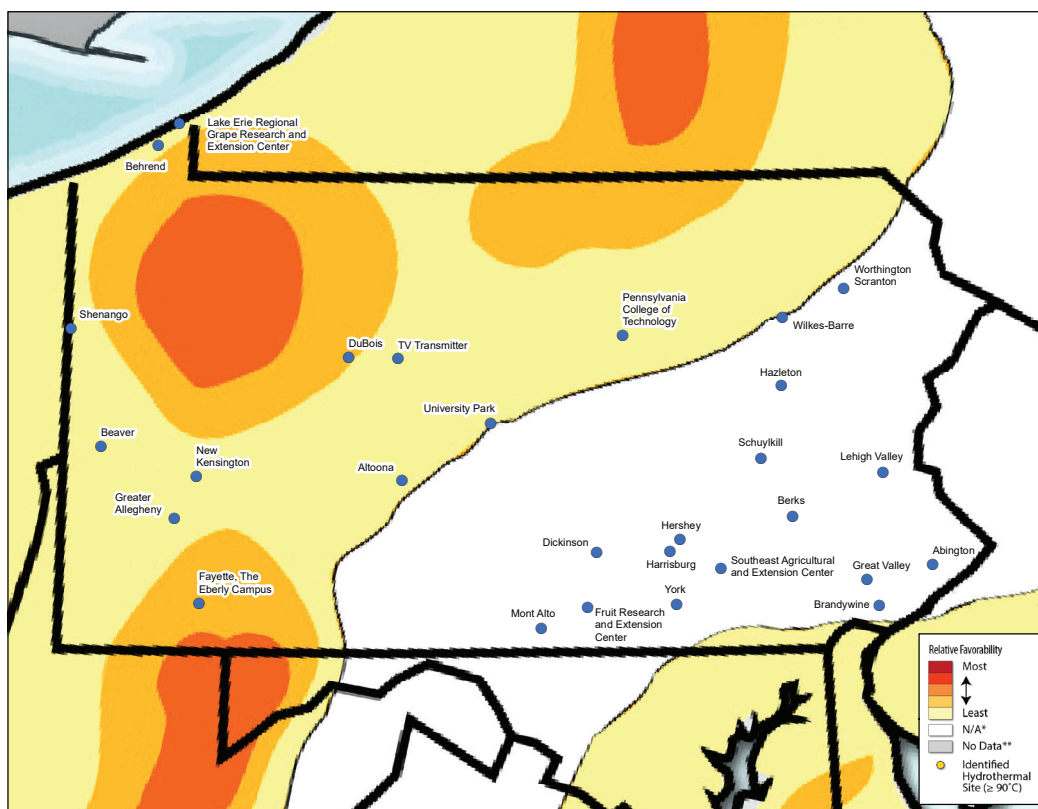 Lake Erie Regional
Grape Research and
Extension Center
Behrend
Worthington
Scranton
Pennsylvania
College of
Technology
Shenango
Wilkes-Barre
DuBois
TV Transmitter
Hazleton
University Park
Beaver
New
Kensington
Altoona
Schuylkill
Lehigh Valley
Greater
Allegheny
Berks
Hershey
Dickinson
Harrisburg
Southeast Agricultural
and Extension Center
Abington
Great Valley
Fayette, The
Eberly Campus
York
Brandywine
Mont Alto
Fruit Research
and Extension
Center
Relative Favorability
Most
Least
N/A*
No Data**
Identified
Hydrothermal
Site (≥ 90˚C)